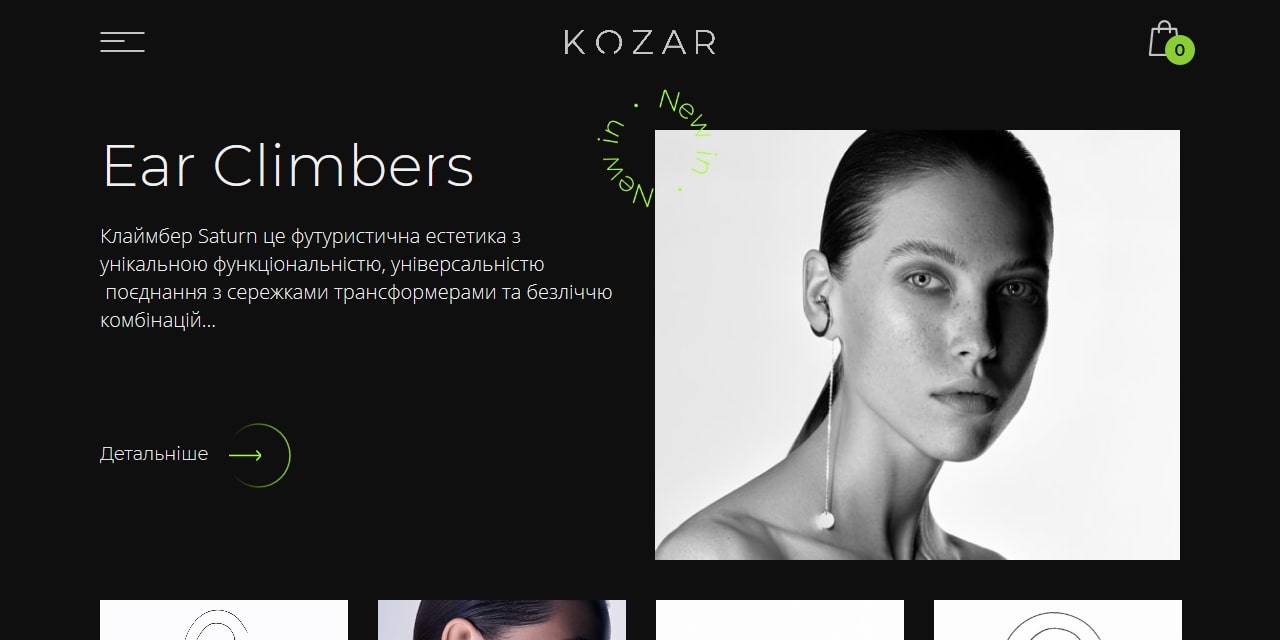 KOZAR
0
New in · New in ·
Ear Climbers
Клаймбер Saturn це футуристична естетика з
унікальною функціональністю, універсальністю
поєднання з сережками трансформерами та безліччю
комбінацій...
Детальніше